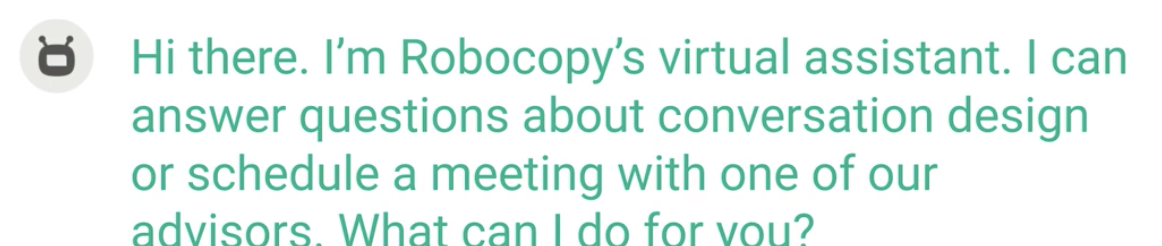 Hi there. I’m Robocopy’s virtual assistant. I can
answer questions about conversation design
or schedule a meeting with one of our
advisors. What can I do for you?